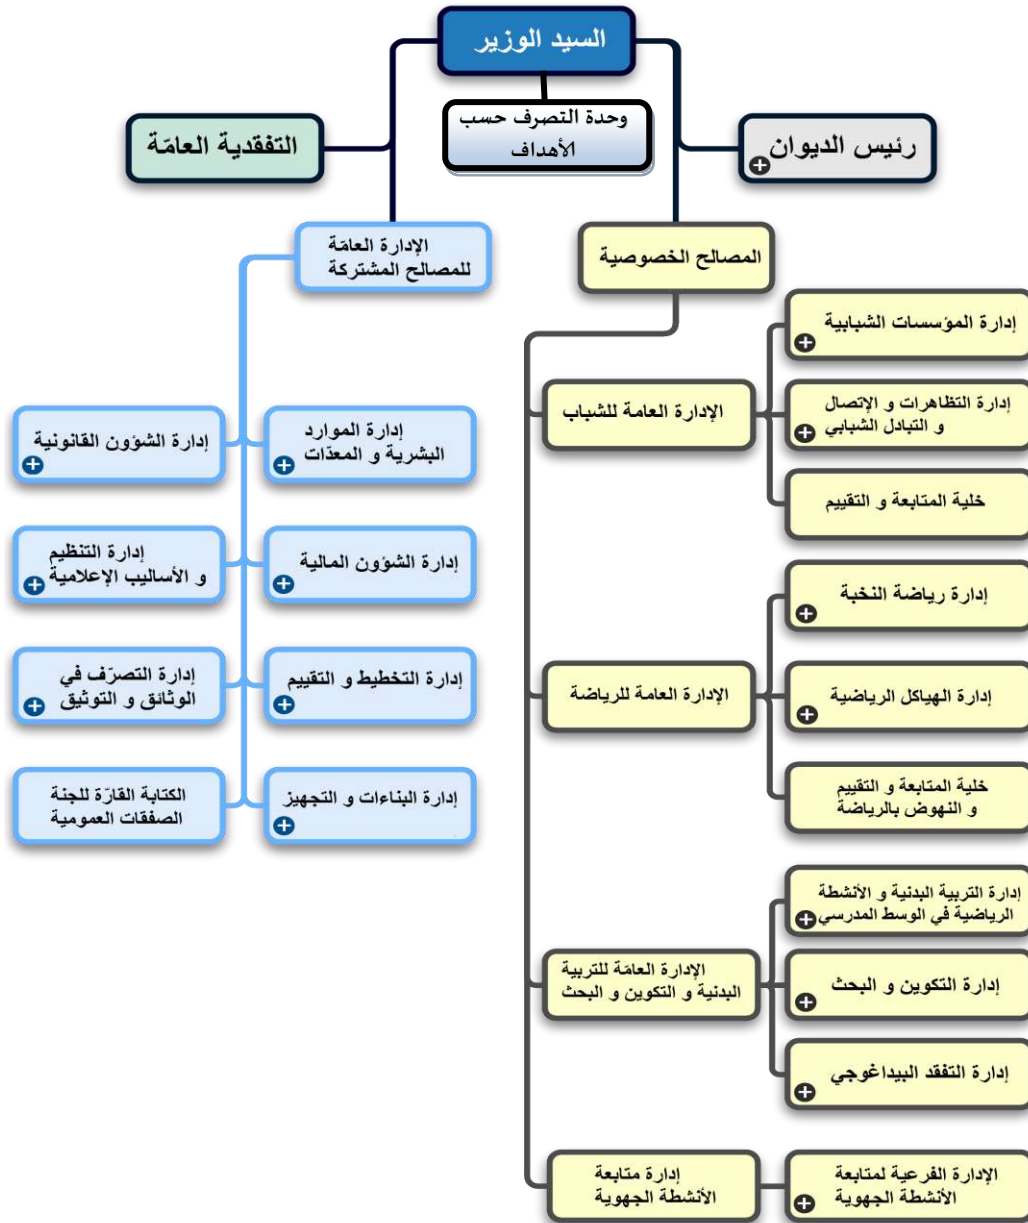 السيد الوزير
وحدة التصرف حسب
الأهداف
رئيس الديوان
التفقدية العامّة
المصالح الخصوصية
الإدارة العامة للشباب
إدارة المؤسسات الشبابية
إدارة التظاهرات و الإتصال
و التبادل الشبابي
خلية المتابعة و التقييم
الإدارة العامة للرياضة
إدارة رياضة النخبة
إدارة الهياكل الرياضية
خلية المتابعة و التقييم
و النهوض بالرياضة
الإدارة العامّة للتربية
البدنية و التكوين و البحث
إدارة التربية البدنية و الأنشطة
الرياضية في الوسط المدرسي
إدارة التكوين و البحث
إدارة التفقد البيداغوجي
إدارة متابعة
الأنشطة الجهوية
الإدارة الفرعية لمتابعة
الأنشطة الجهوية
الإدارة العامّة
للمصالح المشتركة
إدارة الموارد
البشرية و المعدّات
إدارة الشؤون القانونية
إدارة الشؤون المالية
إدارة التنظيم
و الأساليب الإعلامية
إدارة التخطيط و التقييم
إدارة التصرّف في
الوثائق و التوثيق
إدارة البناءات و التجهيز
الكتابة القارّة للجنة
الصفقات العمومية